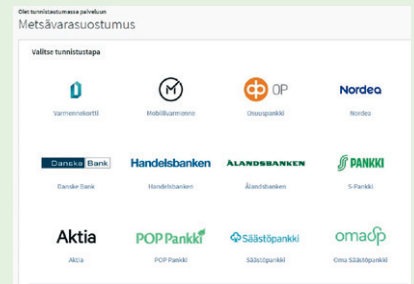 Olet tunnistautumassa palveluun
Metsävarasuostumus
Valitse tunnistustapa
OP
Nordea
Varmennekortti
Mobiilivarmenne
Osuuspankki
Nordea
Danske Bank
Handelsbanken
ÅLANDSBANKEN
S PANKKI
Danske Bank
Handelsbanken
Ålandsbanken
S-Pankki
Aktia
POP Pankki
Säästöpankki
omasp
Aktia
POP Pankki
Säästöpankki
Oma Säästöpankki